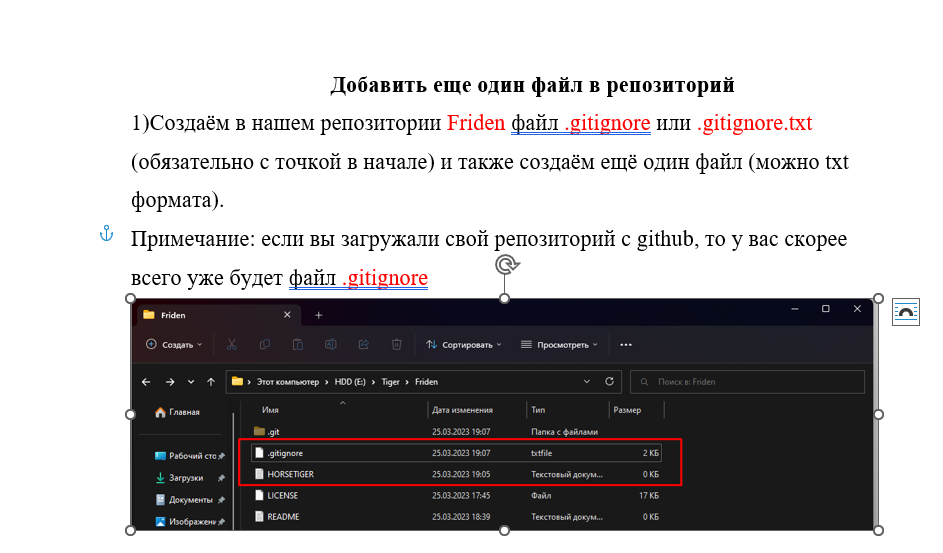 Добавить еще один файл в репозиторий
1)Создаём в нашем репозитории Friden файл .gitignore или .gitignore.txt
(обязательно с точкой в начале) и также создаём ещё один файл (можно txt
формата).
Примечание: если вы загружали свой репозиторий с github, то у вас скорее
всего уже будет файл .gitignore
Friden
Создать Сортировать Просмотреть
Этот компьютер HDD (E:) Tiger Friden Поиск в: Friden
Главная Имя Дата изменения Тип Размер
.git 25.03.2023 19:07 Папка с файлами
Рабочий сто .gitignore 25.03.2023 19:07 txtfile 2 КБ
Загрузки HORSETIGER 25.03.2023 19:05 Текстовый докум... 0 КБ
Документы LICENSE 25.03.2023 17:45 Файл 17 КБ
Изображени README 25.03.2023 18:39 Текстовый докум... 0 КБ